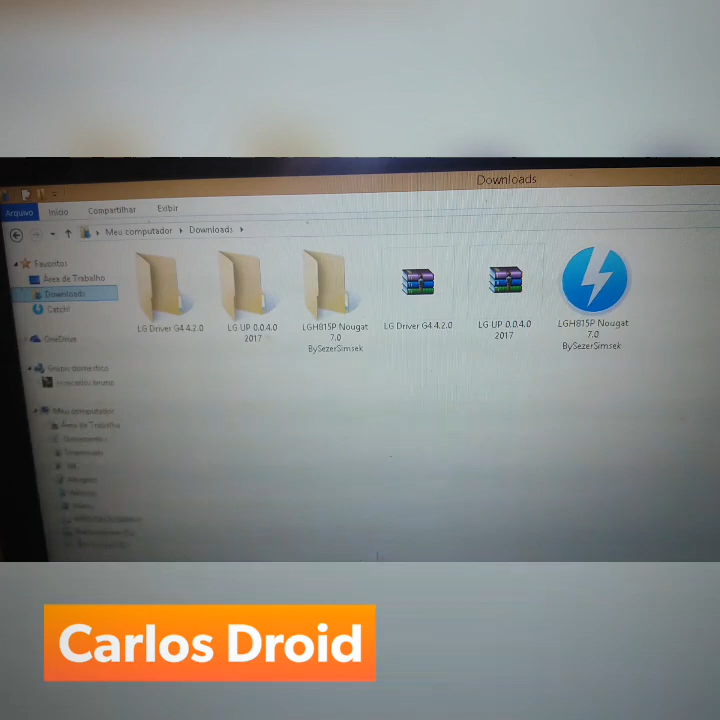 Downloads
Arquivo Início Compartilhar Exibir
Meu computador Downloads
Favoritos
Área de Trabalho
Downloads
Catch!
OneDrive
Grupo doméstico
Meu computador
Área de Trabalho
Documentos
Downloads
LG Driver G4 4.2.0
LG UP 0.0.4.0
2017
LGH815P Nougat
7.0
BySezerSimsek
LG Driver G4 4.2.0
LG UP 0.0.4.0
2017
LGH815P Nougat
7.0
BySezerSimsek
Carlos Droid